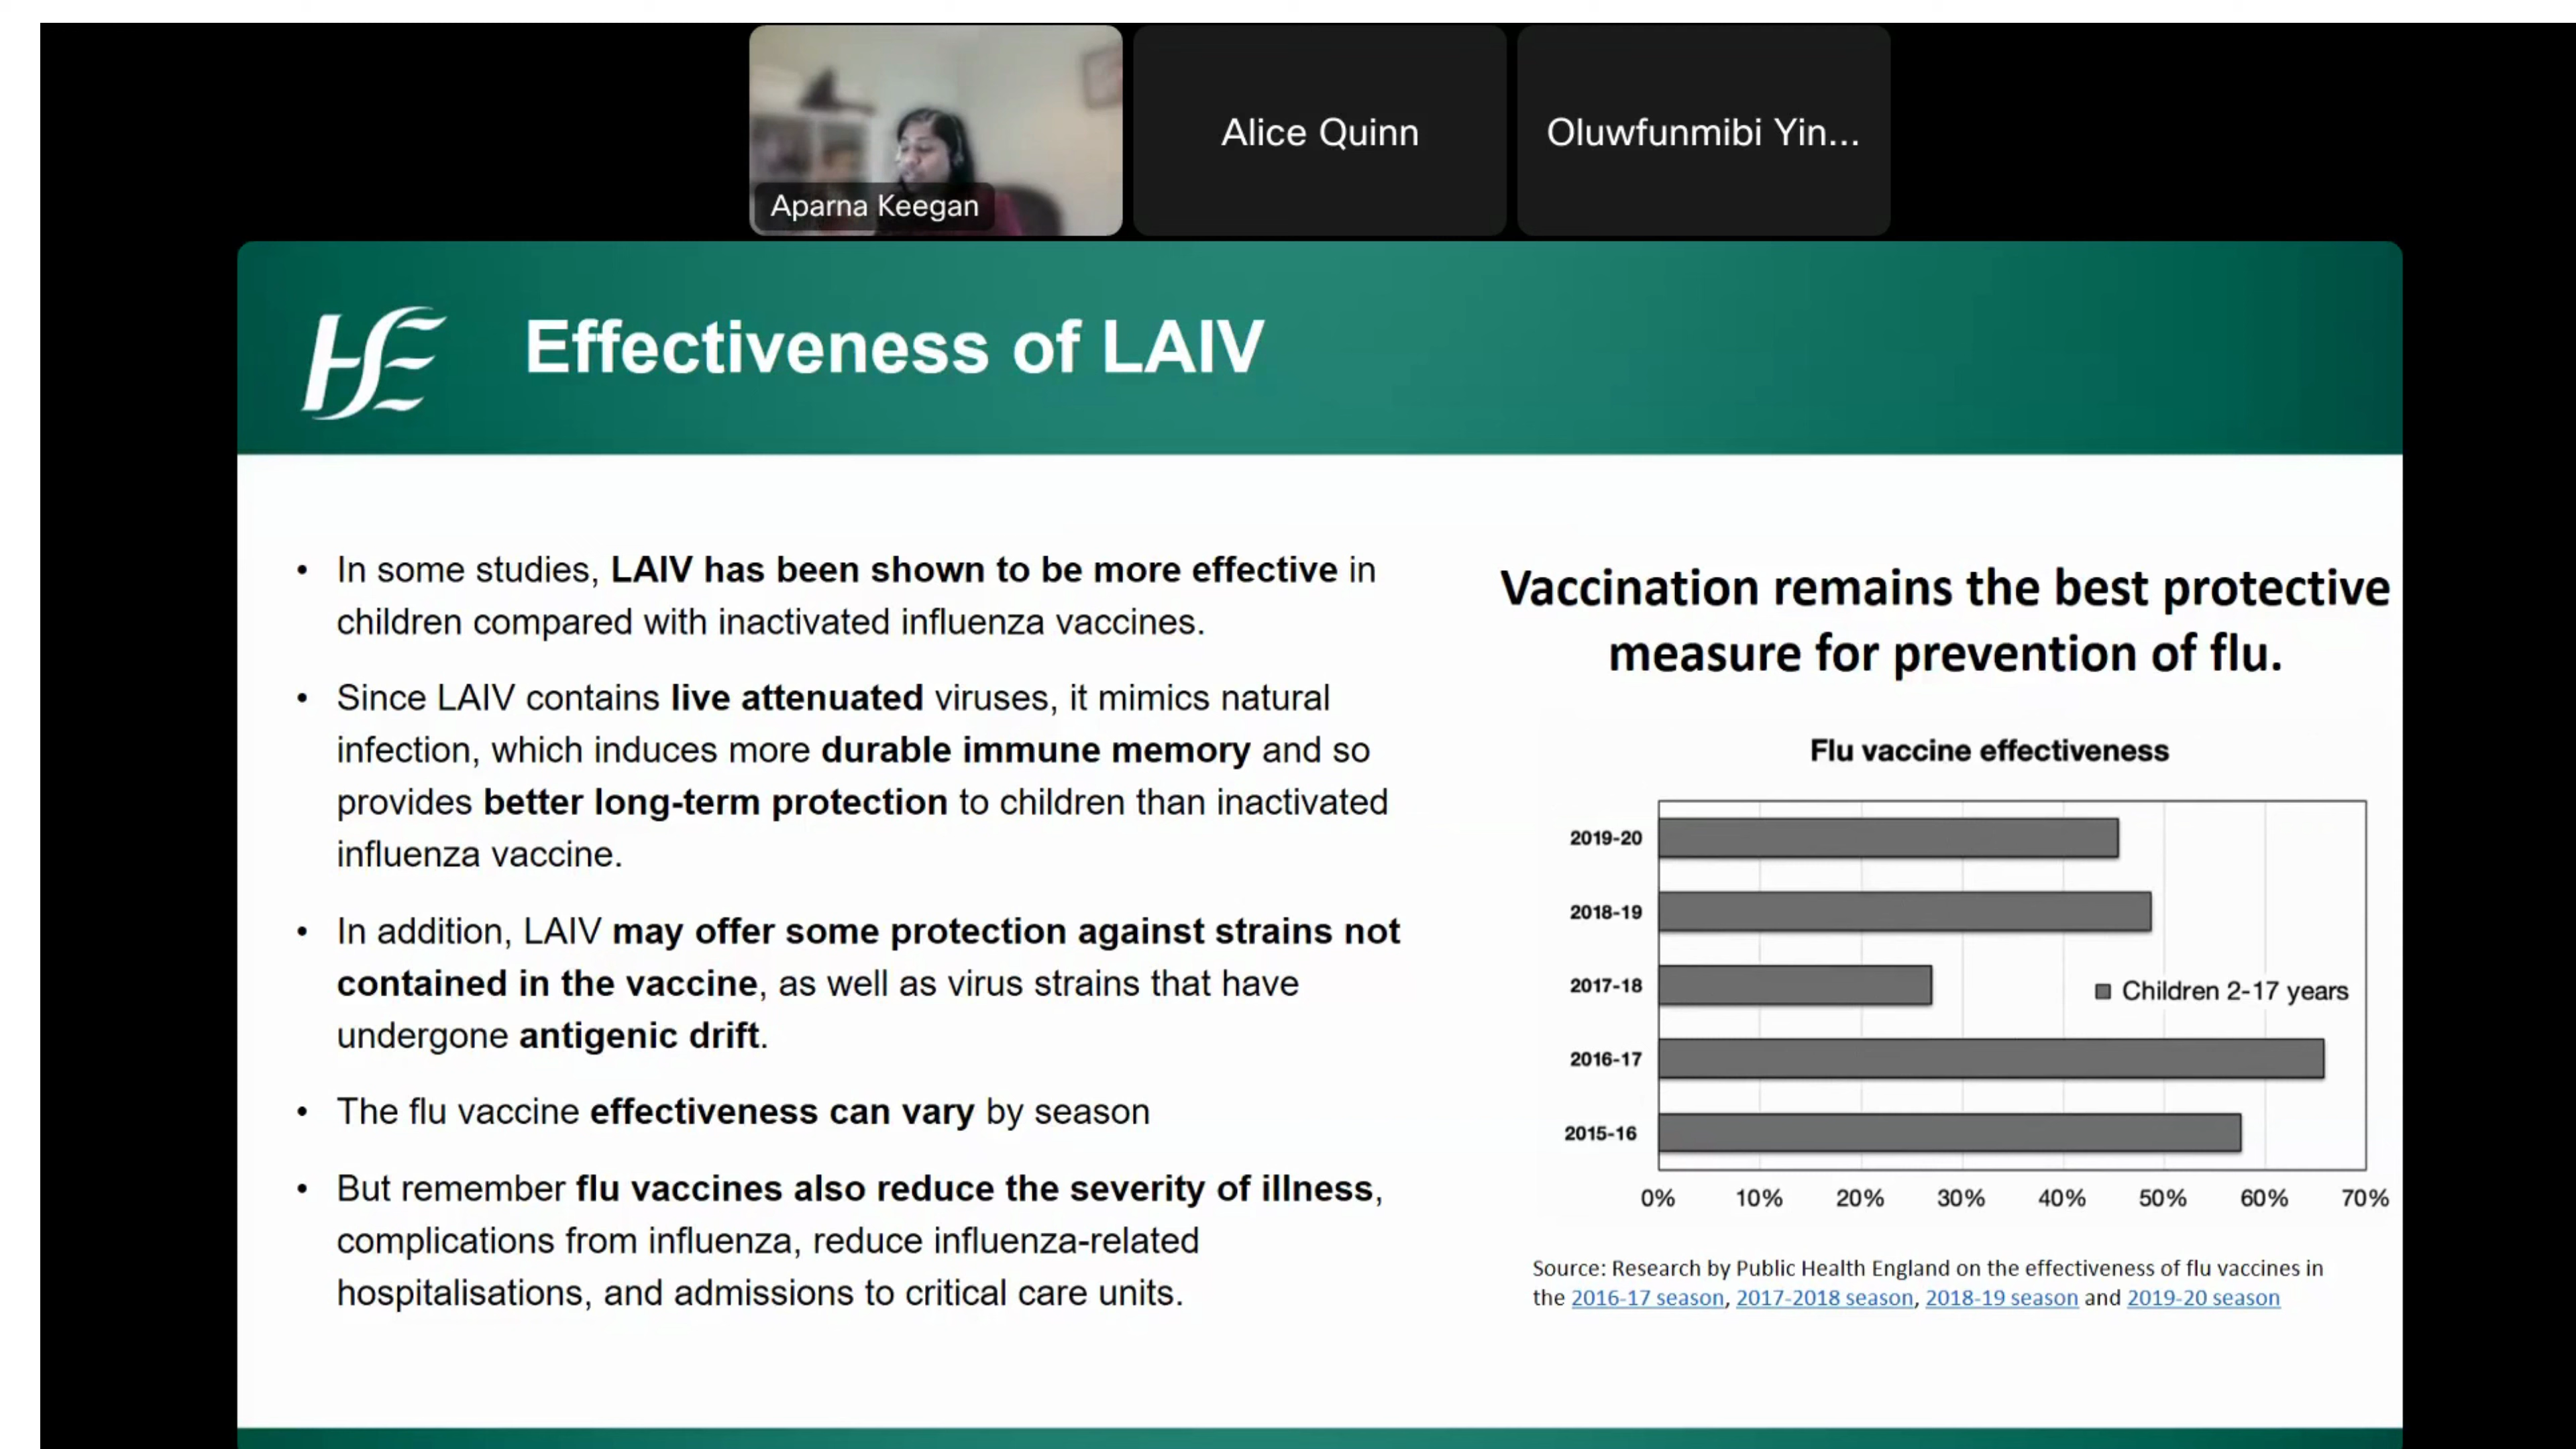 Aparna Keegan
Alice Quinn
Oluwfunmibi Yin...
HSE
Effectiveness of LAIV
• In some studies, LAIV has been shown to be more effective in
children compared with inactivated influenza vaccines.
• Since LAIV contains live attenuated viruses, it mimics natural
infection, which induces more durable immune memory and so
provides better long-term protection to children than inactivated
influenza vaccine.
• In addition, LAIV may offer some protection against strains not
contained in the vaccine, as well as virus strains that have
undergone antigenic drift.
• The flu vaccine effectiveness can vary by season
• But remember flu vaccines also reduce the severity of illness,
complications from influenza, reduce influenza-related
hospitalisations, and admissions to critical care units.
Vaccination remains the best protective
measure for prevention of flu.
Flu vaccine effectiveness
2019-20
2018-19
2017-18
Children 2-17 years
2016-17
2015-16
0% 10% 20% 30% 40% 50% 60% 70%
Source: Research by Public Health England on the effectiveness of flu vaccines in
the 2016-17 season, 2017-2018 season, 2018-19 season and 2019-20 season